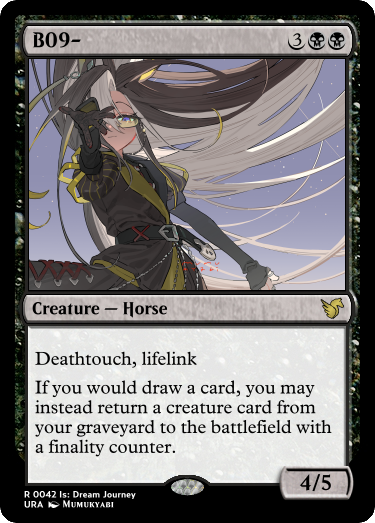 B09-
3
Creature — Horse
Deathtouch, lifelink
If you would draw a card, you may
instead return a creature card from
your graveyard to the battlefield with
a finality counter.
4/5
R 0042 Is: Dream Journey
URA Mumukyabi